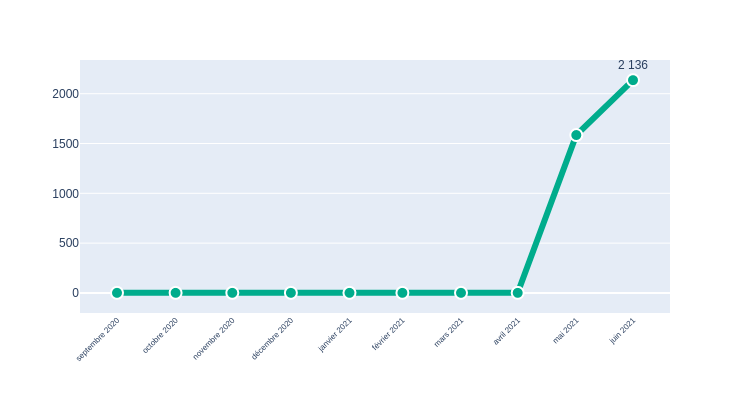 2 136
2000
1500
1000
500
0
septembre 2020
octobre 2020
novembre 2020
décembre 2020
janvier 2021
février 2021
mars 2021
avril 2021
mai 2021
juin 2021